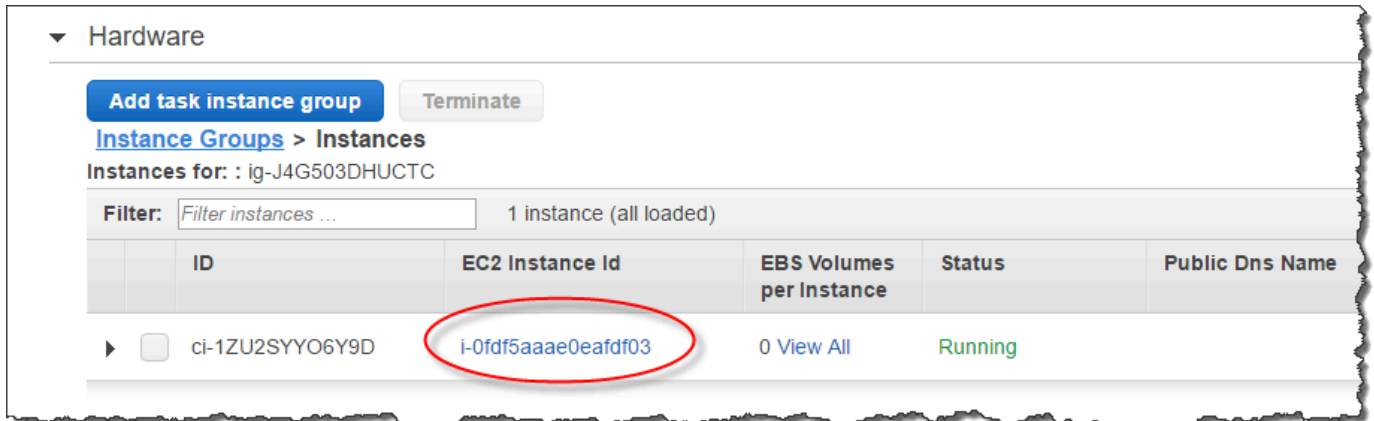 Hardware
Add task instance group Terminate
Instance Groups > Instances
Instances for: : ig-J4G503DHUCTC
Filter: Filter instances ... 1 instance (all loaded)
ID EC2 Instance Id EBS Volumes per Instance Status Public Dns Name
ci-1ZU2SYYO6Y9D i-0fdf5aaae0eafdf03 0 View All Running